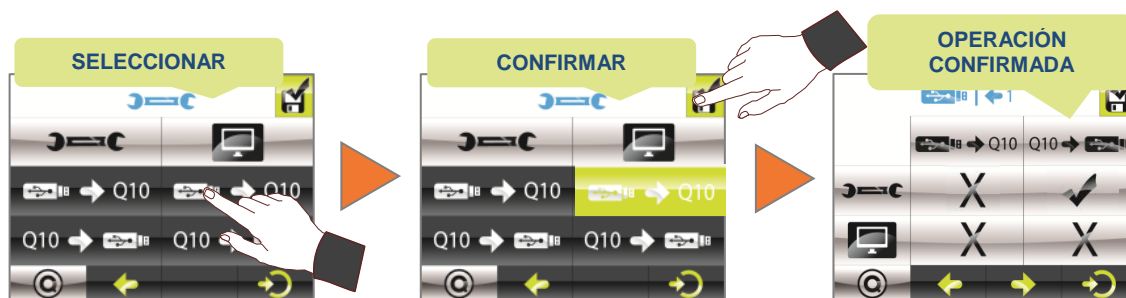 SELECCIONAR
Q10
Q10
Q10
Q10
CONFIRMAR
Q10
Q10
Q10
Q10
OPERACIÓN
CONFIRMADA
1
Q10 Q10
X
X X